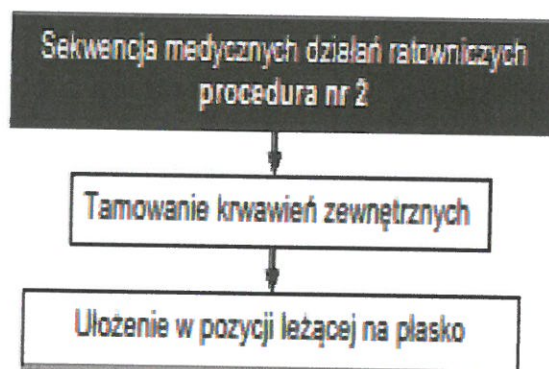 Sekwencja medycznych działań ratowniczych
procedura nr 2
Tamowanie krwawień zewnętrznych
Ułożenie w pozycji leżącej na płasko